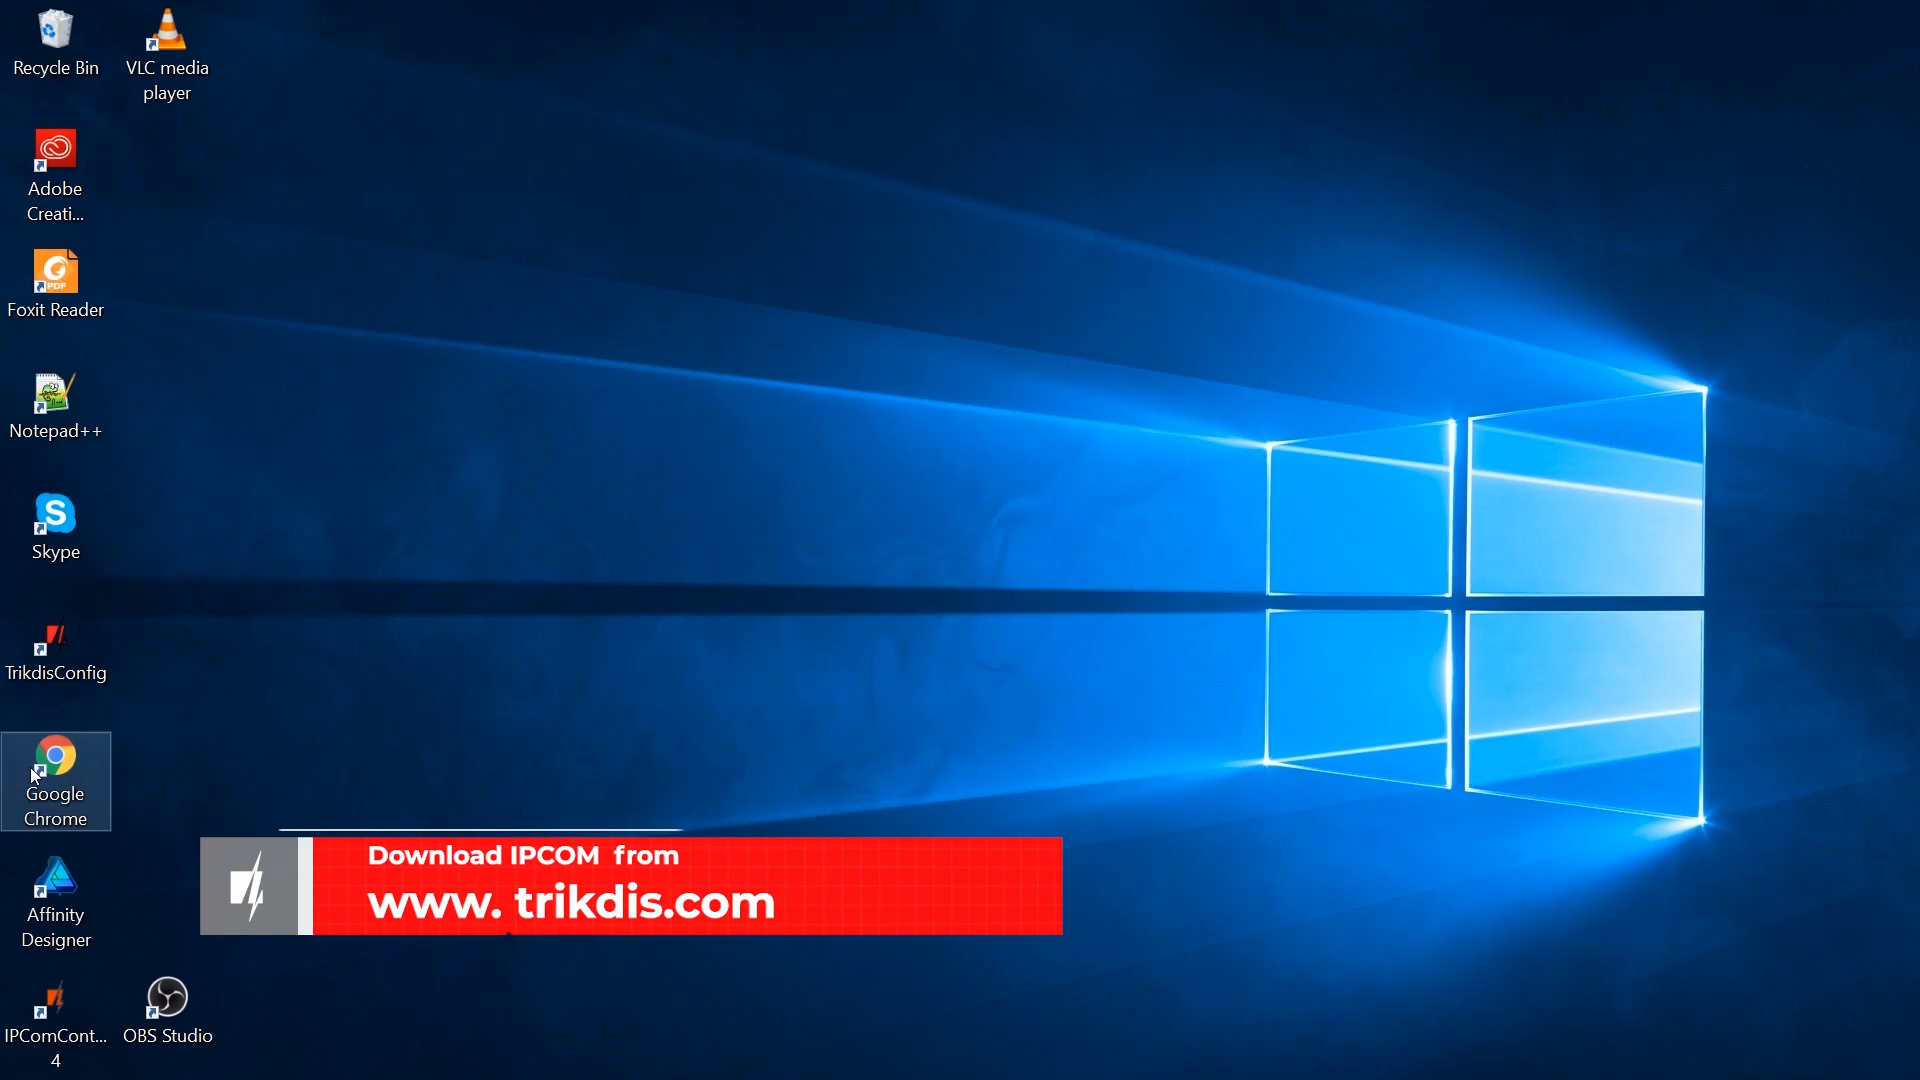 Recycle Bin
VLC media
player
Adobe
Creati...
PDF
Foxit Reader
Notepad++
S
Skype
TrikdisConfig
Google
Chrome
Download IPCOM from
www. trikdis.com
Affinity
Designer
IPComCont...
4
OBS Studio